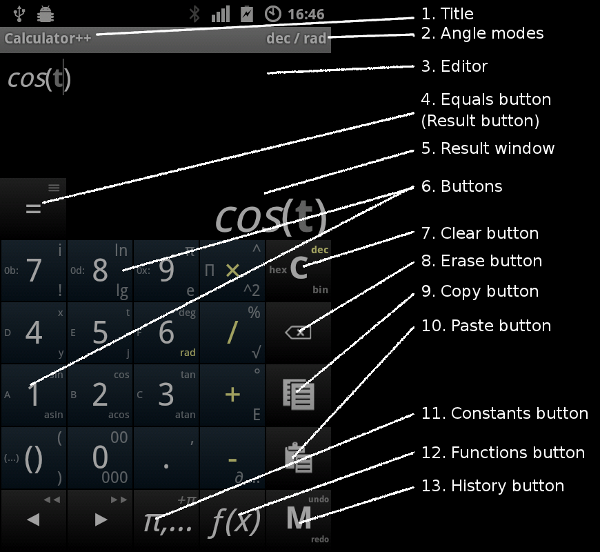 16:46
1. Title
Calculator++
dec / rad
2. Angle modes
cos(t)
3. Editor
4. Equals button
(Result button)
=
5. Result window
cos(t)
6. Buttons
i ln π ^ dec
0b: 7 0d: 8 0x: 9 Π × hex C
! lg e ^2 bin
7. Clear button
8. Erase button
x t deg %
D 4 E 5 6 /
y j rad √
9. Copy button
10. Paste button
cos tan °
A 1 B 2 C 3 +
asin acos atan E
11. Constants button
( 00 ,
(...) () 0 . -
) 000 ∂,...
12. Functions button
+π undo
π,... f(x) M
redo
13. History button